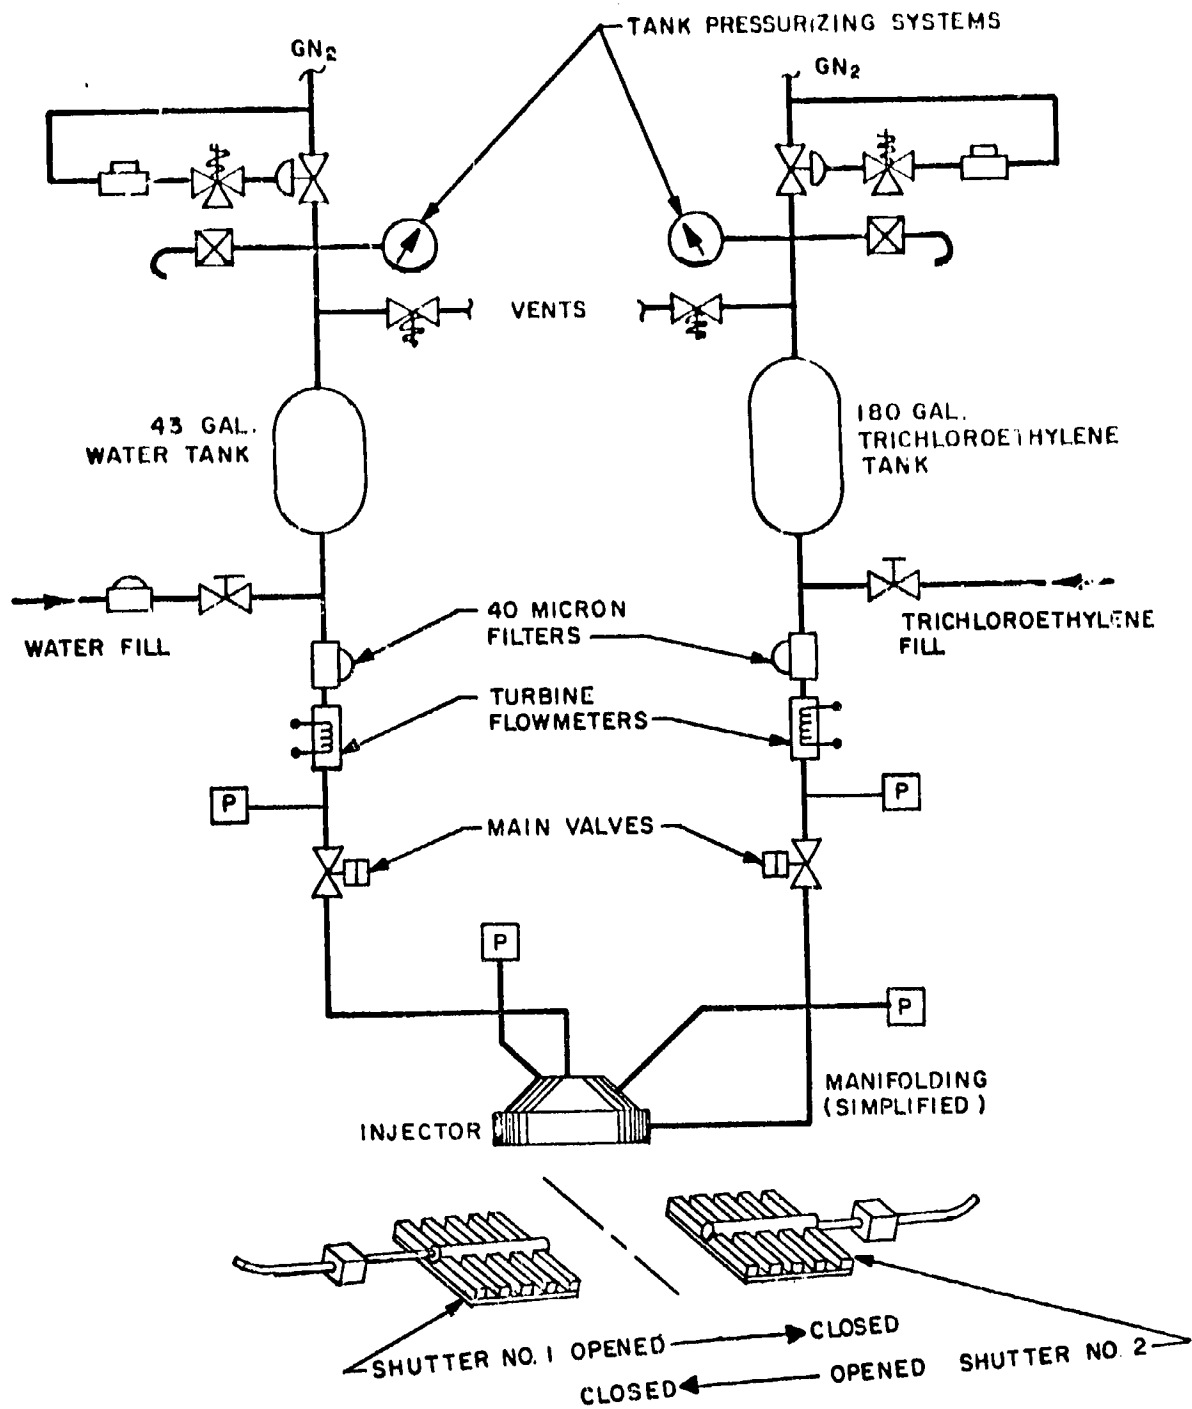 TANK PRESSURIZING SYSTEMS
GN2
GN2
VENTS
43 GAL.
WATER TANK
180 GAL.
TRICHLOROETHYLENE
TANK
WATER FILL
40 MICRON
FILTERS
TRICHLOROETHYLENE
FILL
TURBINE
FLOWMETERS
P
P
MAIN VALVES
P
P
MANIFOLDING
(SIMPLIFIED)
INJECTOR
SHUTTER NO. 1 OPENED
CLOSED
CLOSED
OPENED SHUTTER NO. 2